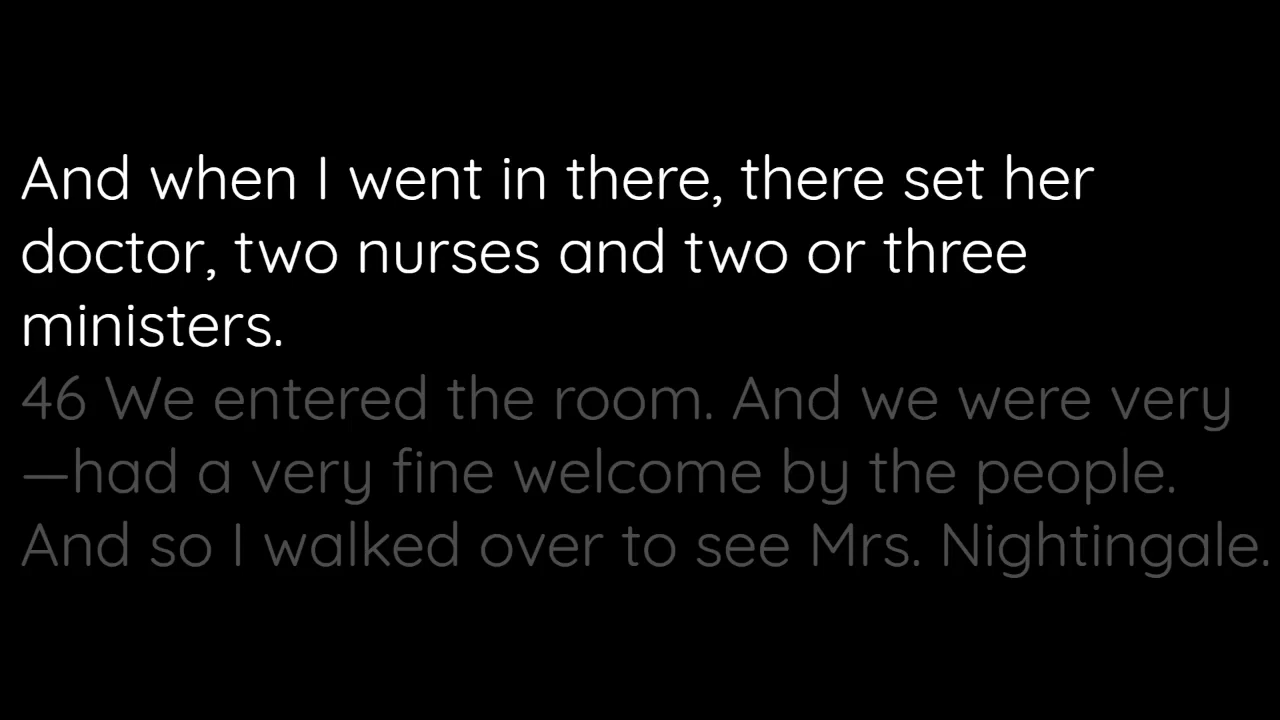 And when I went in there, there set her
doctor, two nurses and two or three
ministers.
46 We entered the room. And we were very
—had a very fine welcome by the people.
And so I walked over to see Mrs. Nightingale.